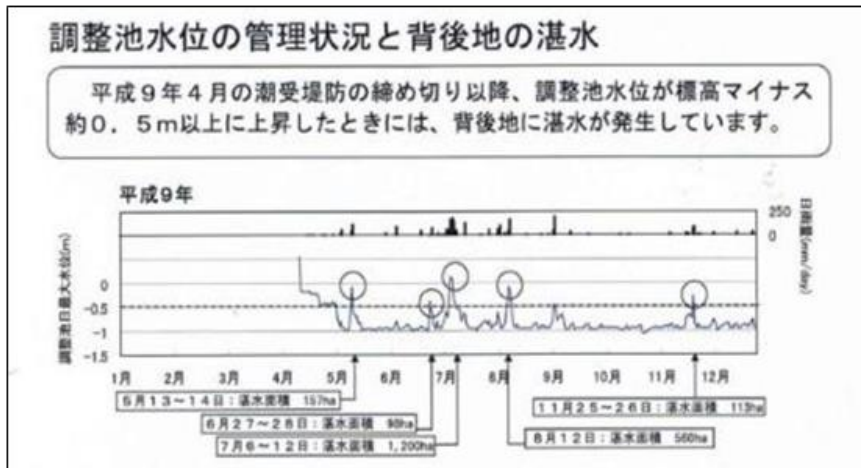 調整池水位の管理状況と背後地の湛水
平成9年4月の潮受堤防の締め切り以降、調整池水位が標高マイナス
約0.5m以上に上昇したときには、背後地に湛水が発生しています。
平成9年
250
0
日雨量(mm/day)
調整池日最大水位(m)
0
-0.5
-1
-1.5
1月 2月 3月 4月 5月 6月 7月 8月 9月 10月 11月 12月
5月13~14日:湛水面積 157ha
6月27~28日:湛水面積 98ha
7月6~12日:湛水面積 1,200ha
8月12日:湛水面積 560ha
11月25~26日:湛水面積 113ha